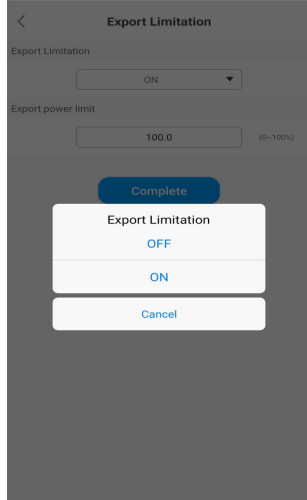 Export Limitation
Export Limitation
ON
Export power limit
100.0 (0~100%)
Complete
Export Limitation
OFF
ON
Cancel